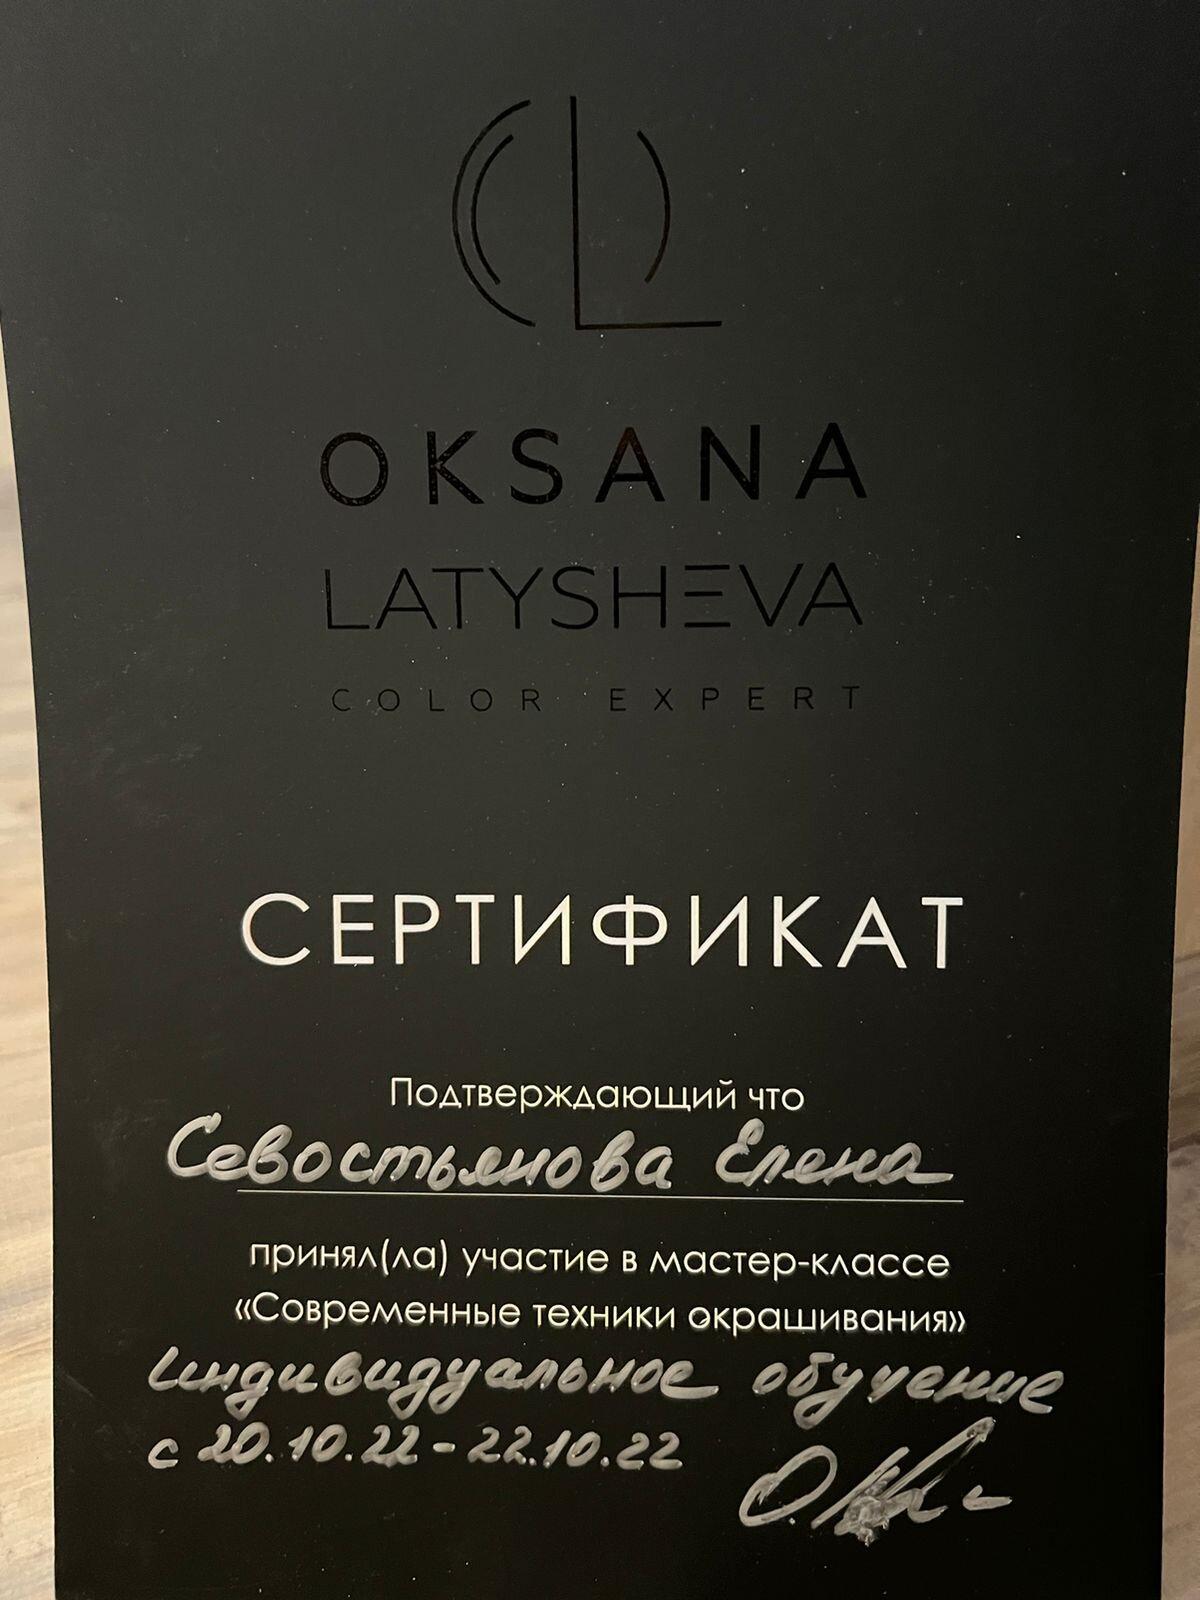 OKSANA
LATYSHEVA
COLOR EXPERT
СЕРТИФИКАТ
Подтверждающий что
Севостьянова Елена
принял(ла) участие в мастер-классе
«Современные техники окрашивания»
Индивидуальное обучение
с 20.10.22-22.10.22